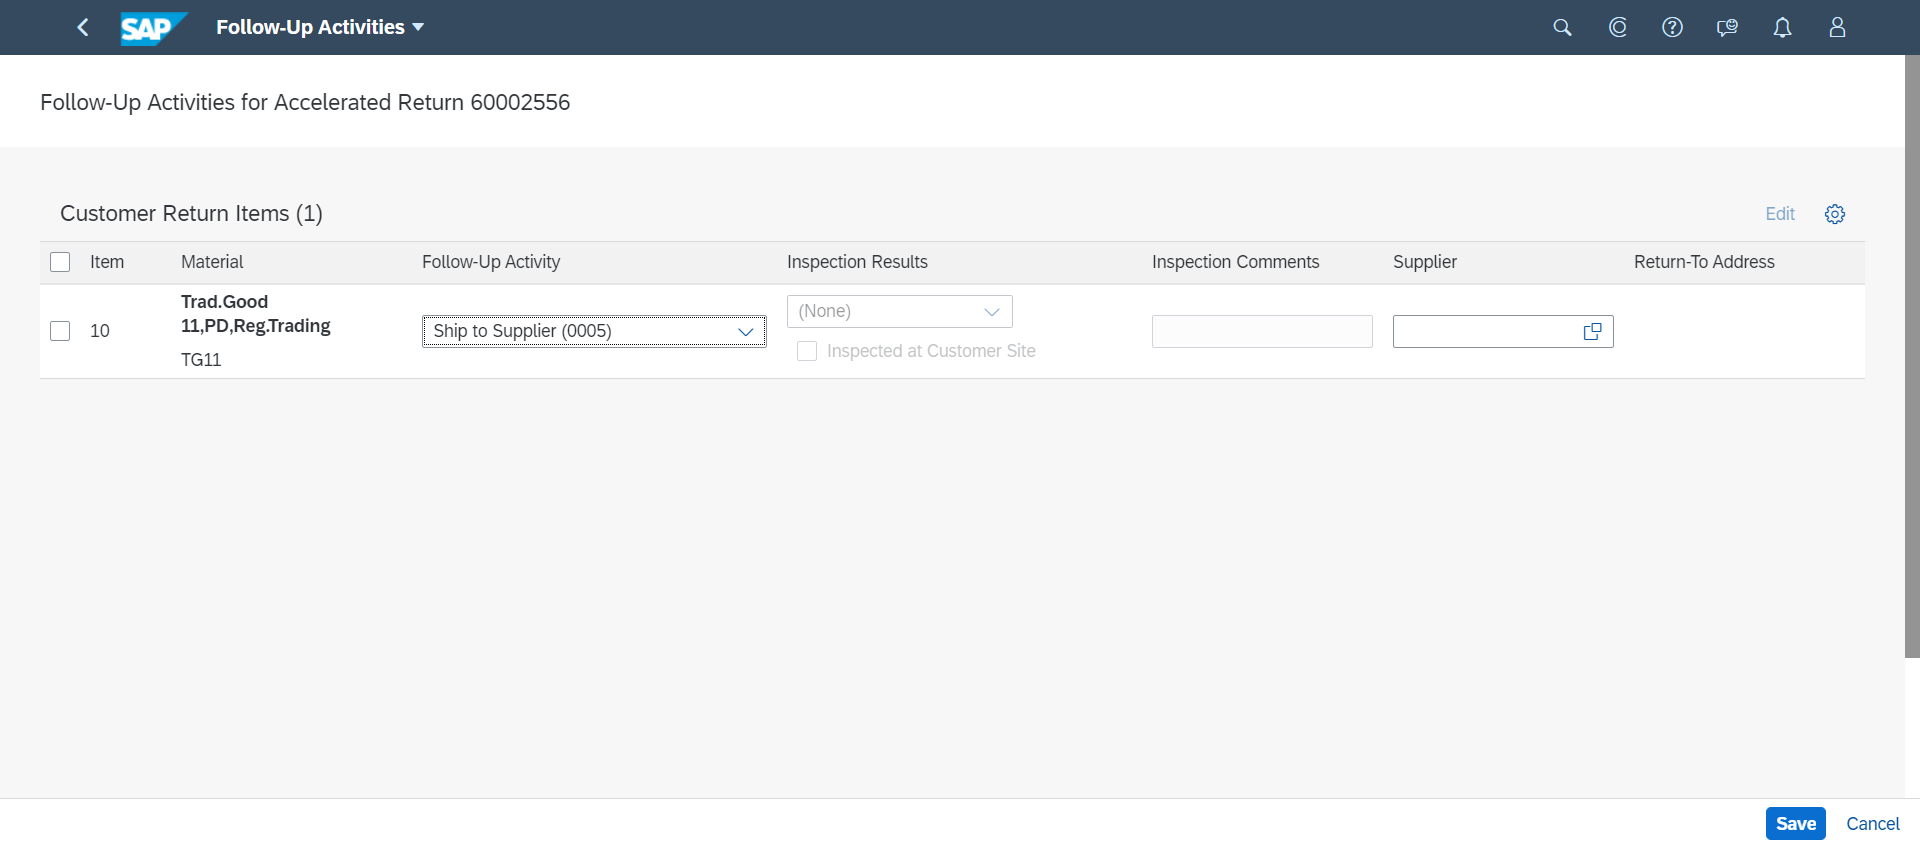 SAP Follow-Up Activities
Follow-Up Activities for Accelerated Return 60002556
Customer Return Items (1)
Edit
Item Material Follow-Up Activity Inspection Results Inspection Comments Supplier Return-To Address
10
Trad.Good
11,PD,Reg.Trading
TG11
Ship to Supplier (0005)
(None)
Inspected at Customer Site
Save Cancel